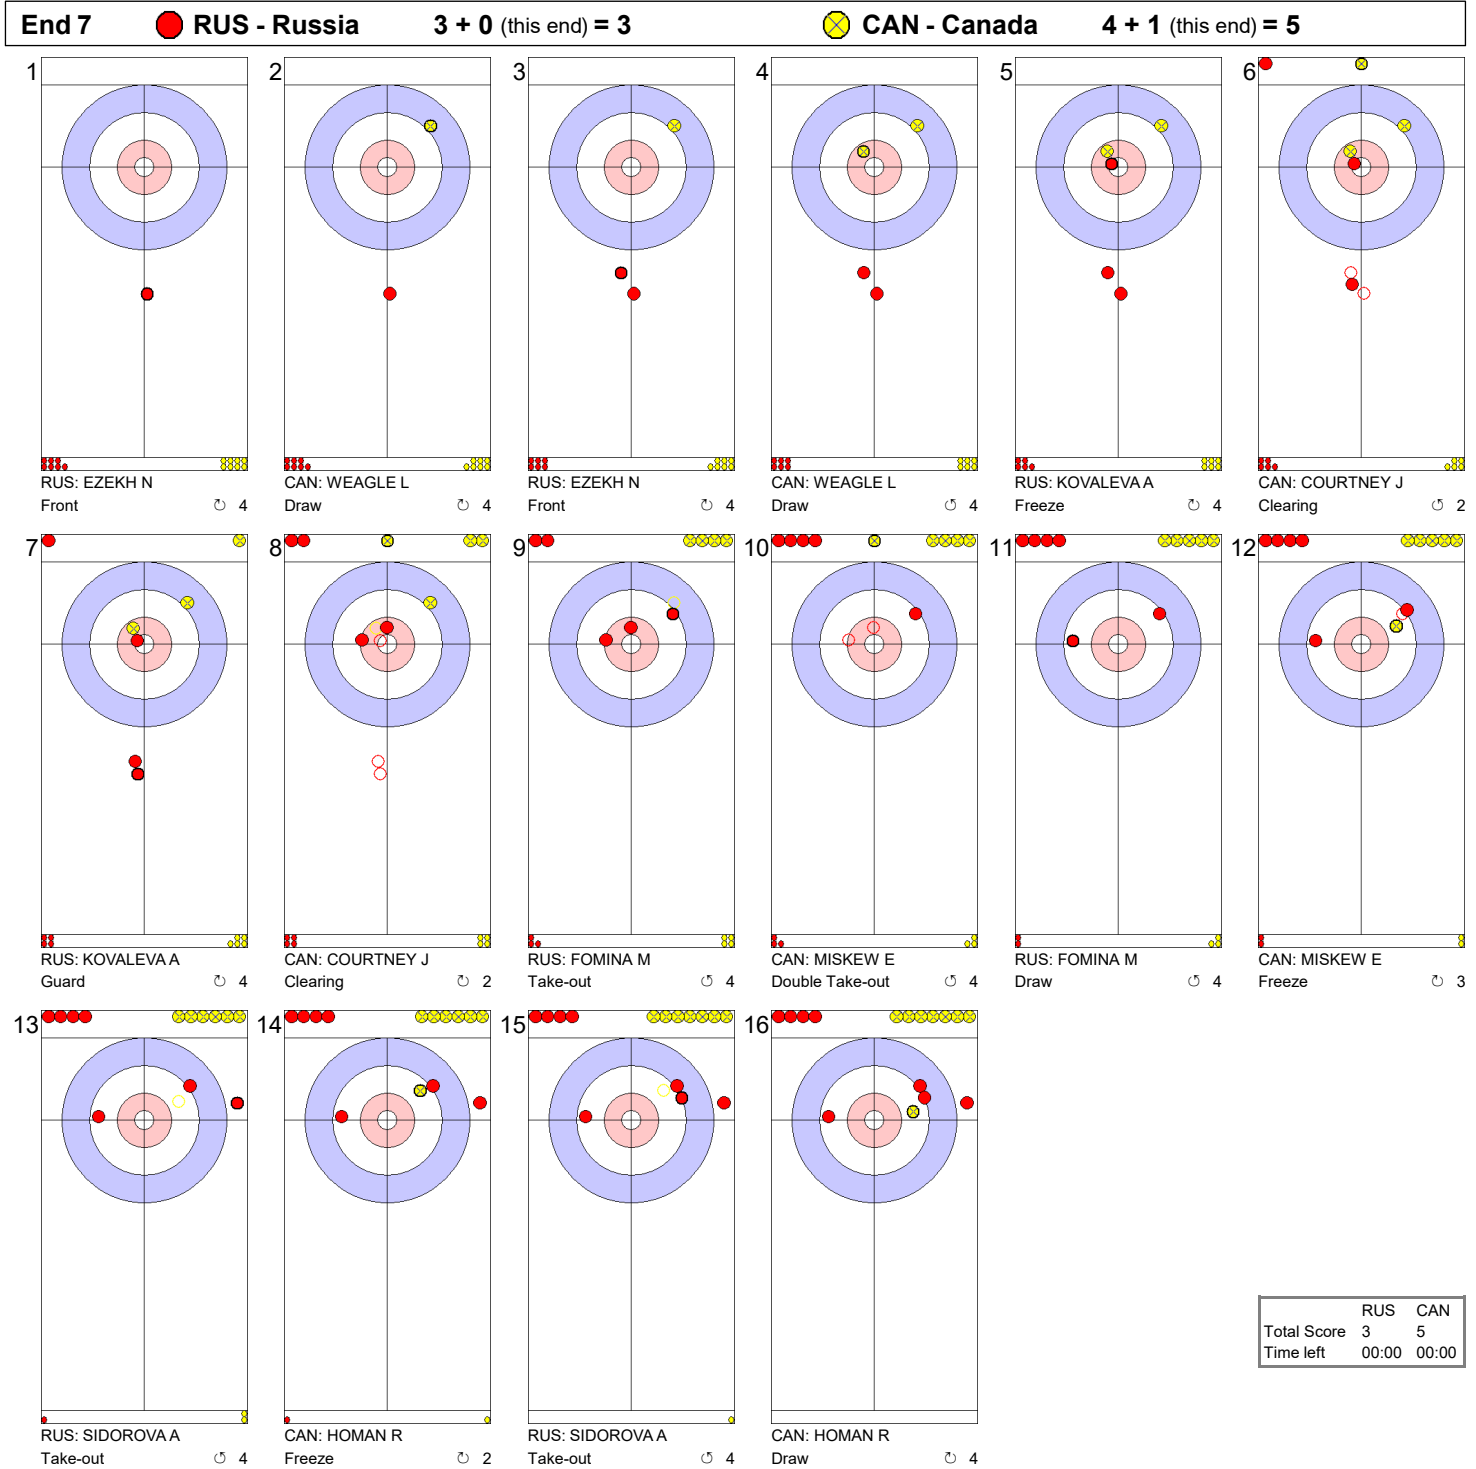 End 7 RUS - Russia 3 + 0 (this end) = 3 CAN - Canada 4 + 1 (this end) = 5
1 2 3 4 5 6
RUS: EZEKH N CAN: WEAGLE L RUS: EZEKH N CAN: WEAGLE L RUS: KOVALEVA A CAN: COURTNEY J
Front ↻ 4 Draw ↻ 4 Front ↻ 4 Draw ↻ 4 Freeze ↻ 4 Clearing ↺ 2
7 8 9 10 11 12
RUS: KOVALEVA A CAN: COURTNEY J RUS: FOMINA M CAN: MISKEW E RUS: FOMINA M CAN: MISKEW E
Guard ↻ 4 Clearing ↻ 2 Take-out ↺ 4 Double Take-out ↺ 4 Draw ↺ 4 Freeze ↻ 3
13 14 15 16
RUS CAN
Total Score 3 5
Time left 00:00 00:00
RUS: SIDOROVA A CAN: HOMAN R RUS: SIDOROVA A CAN: HOMAN R
Take-out ↺ 4 Freeze ↻ 2 Take-out ↺ 4 Draw ↻ 4